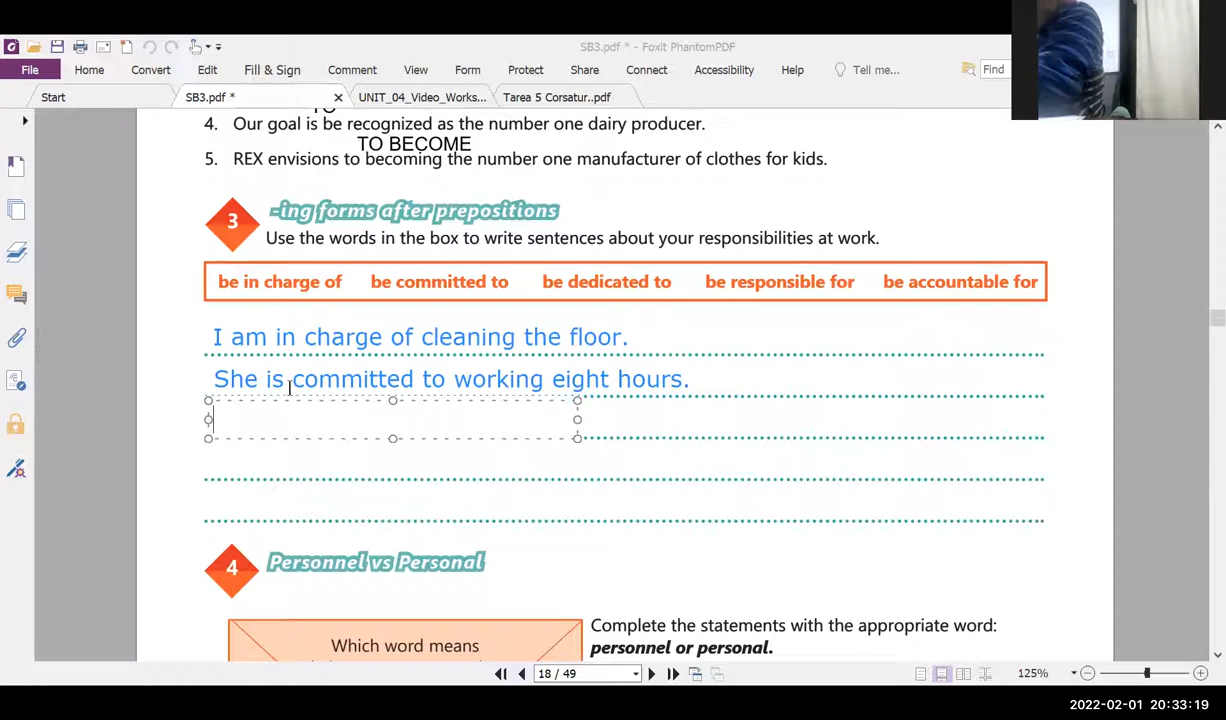 SB3.pdf * - Foxit PhantomPDF
File Home Convert Edit Fill & Sign Comment View Form Protect Share Connect Accessibility Help Tell me... Find
Start SB3.pdf * UNIT_04_Video_Works... Tarea 5 Corsatur..pdf
4. Our goal is be recognized as the number one dairy producer.
TO BECOME
5. REX envisions to becoming the number one manufacturer of clothes for kids.
3 -ing forms after prepositions
Use the words in the box to write sentences about your responsibilities at work.
be in charge of be committed to be dedicated to be responsible for be accountable for
I am in charge of cleaning the floor.
She is committed to working eight hours.
4 Personnel vs Personal
Which word means
Complete the statements with the appropriate word:
personnel or personal.
18 / 49 125%
2022-02-01 20:33:19